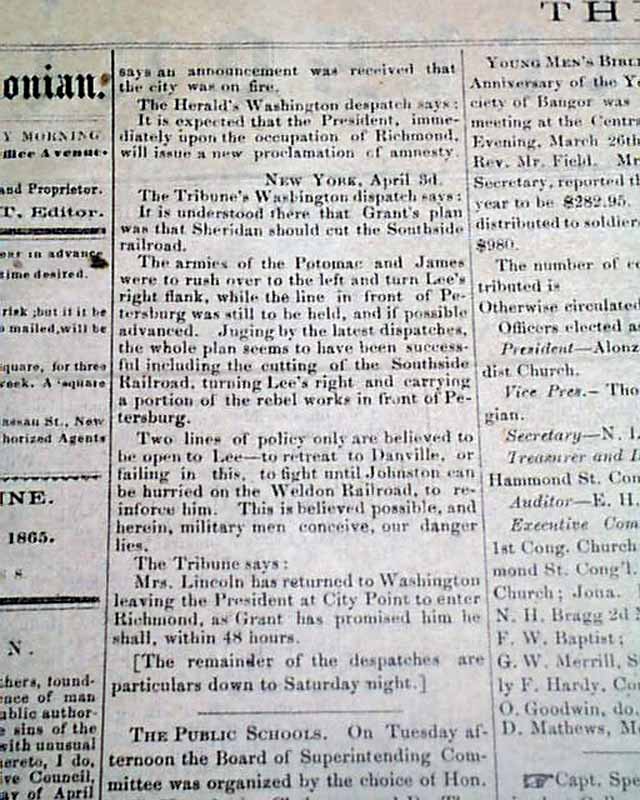 THE
onian.
Y MORNING
ffice Avenue.
and Proprietor.
T. Editor.
ear in advance
time desired.
risk ; but if it be
mailed, will be
square, for three
week. A square
assau St., New
horized Agents
INE.
1865.
N.
thers, found-
ence of man
ublic author-
e sins of the
with unusual
hereto, I do,
ve Council,
ay of April
says an announcement was received that
the city was on fire.
The Herald's Washington despatch says :
It is expected that the President, imme-
diately upon the occupation of Richmond,
will issue a new proclamation of amnesty.
NEW YORK, April 3d.
The Tribune's Washington dispatch says :
It is understood there that Grant's plan
was that Sheridan should cut the Southside
railroad.
The armies of the Potomac and James
were to rush over to the left and turn Lee's
right flank, while the line in front of Pe-
tersburg was still to be held, and if possible
advanced. Juging by the latest dispatches,
the whole plan seems to have been success-
ful including the cutting of the Southside
Railroad, turning Lee's right and carrying
a portion of the rebel works in front of Pe-
tersburg.
Two lines of policy only are believed to
be open to Lee—to retreat to Danville, or
failing in this, to fight until Johnston can
be hurried on the Weldon Railroad, to re-
inforce him. This is believed possible, and
herein, military men conceive, our danger
lies.
The Tribune says :
Mrs. Lincoln has returned to Washington
leaving the President at City Point to enter
Richmond, as Grant has promised him he
shall, within 48 hours.
[The remainder of the despatches are
particulars down to Saturday night.]
THE PUBLIC SCHOOLS. On Tuesday af-
ternoon the Board of Superintending Com-
mittee was organized by the choice of Hon.
YOUNG MEN'S BIBL
Anniversary of the Yo
ciety of Bangor was
meeting at the Centra
Evening, March 26th
Rev. Mr. Field. Mr.
Secretary, reported th
year to be $282.95.
distributed to soldier
$980.
The number of co
tributed is
Otherwise circulated
Officers elected a
President—Alonz
dist Church.
Vice Pres.- Tho
gian.
Secretary—N. I.
Treasurer and L
Hammond St. Con
Auditor—E. H.
Executive Com
1st Cong. Church
mond St. Cong'l.
Church ; Jona.
N. H. Bragg 2d
F. W. Baptist ;
G. W. Merrill, S
ly F. Hardy, Co
O. Goodwin, do.
D. Mathews, Me
☞Capt. Spe